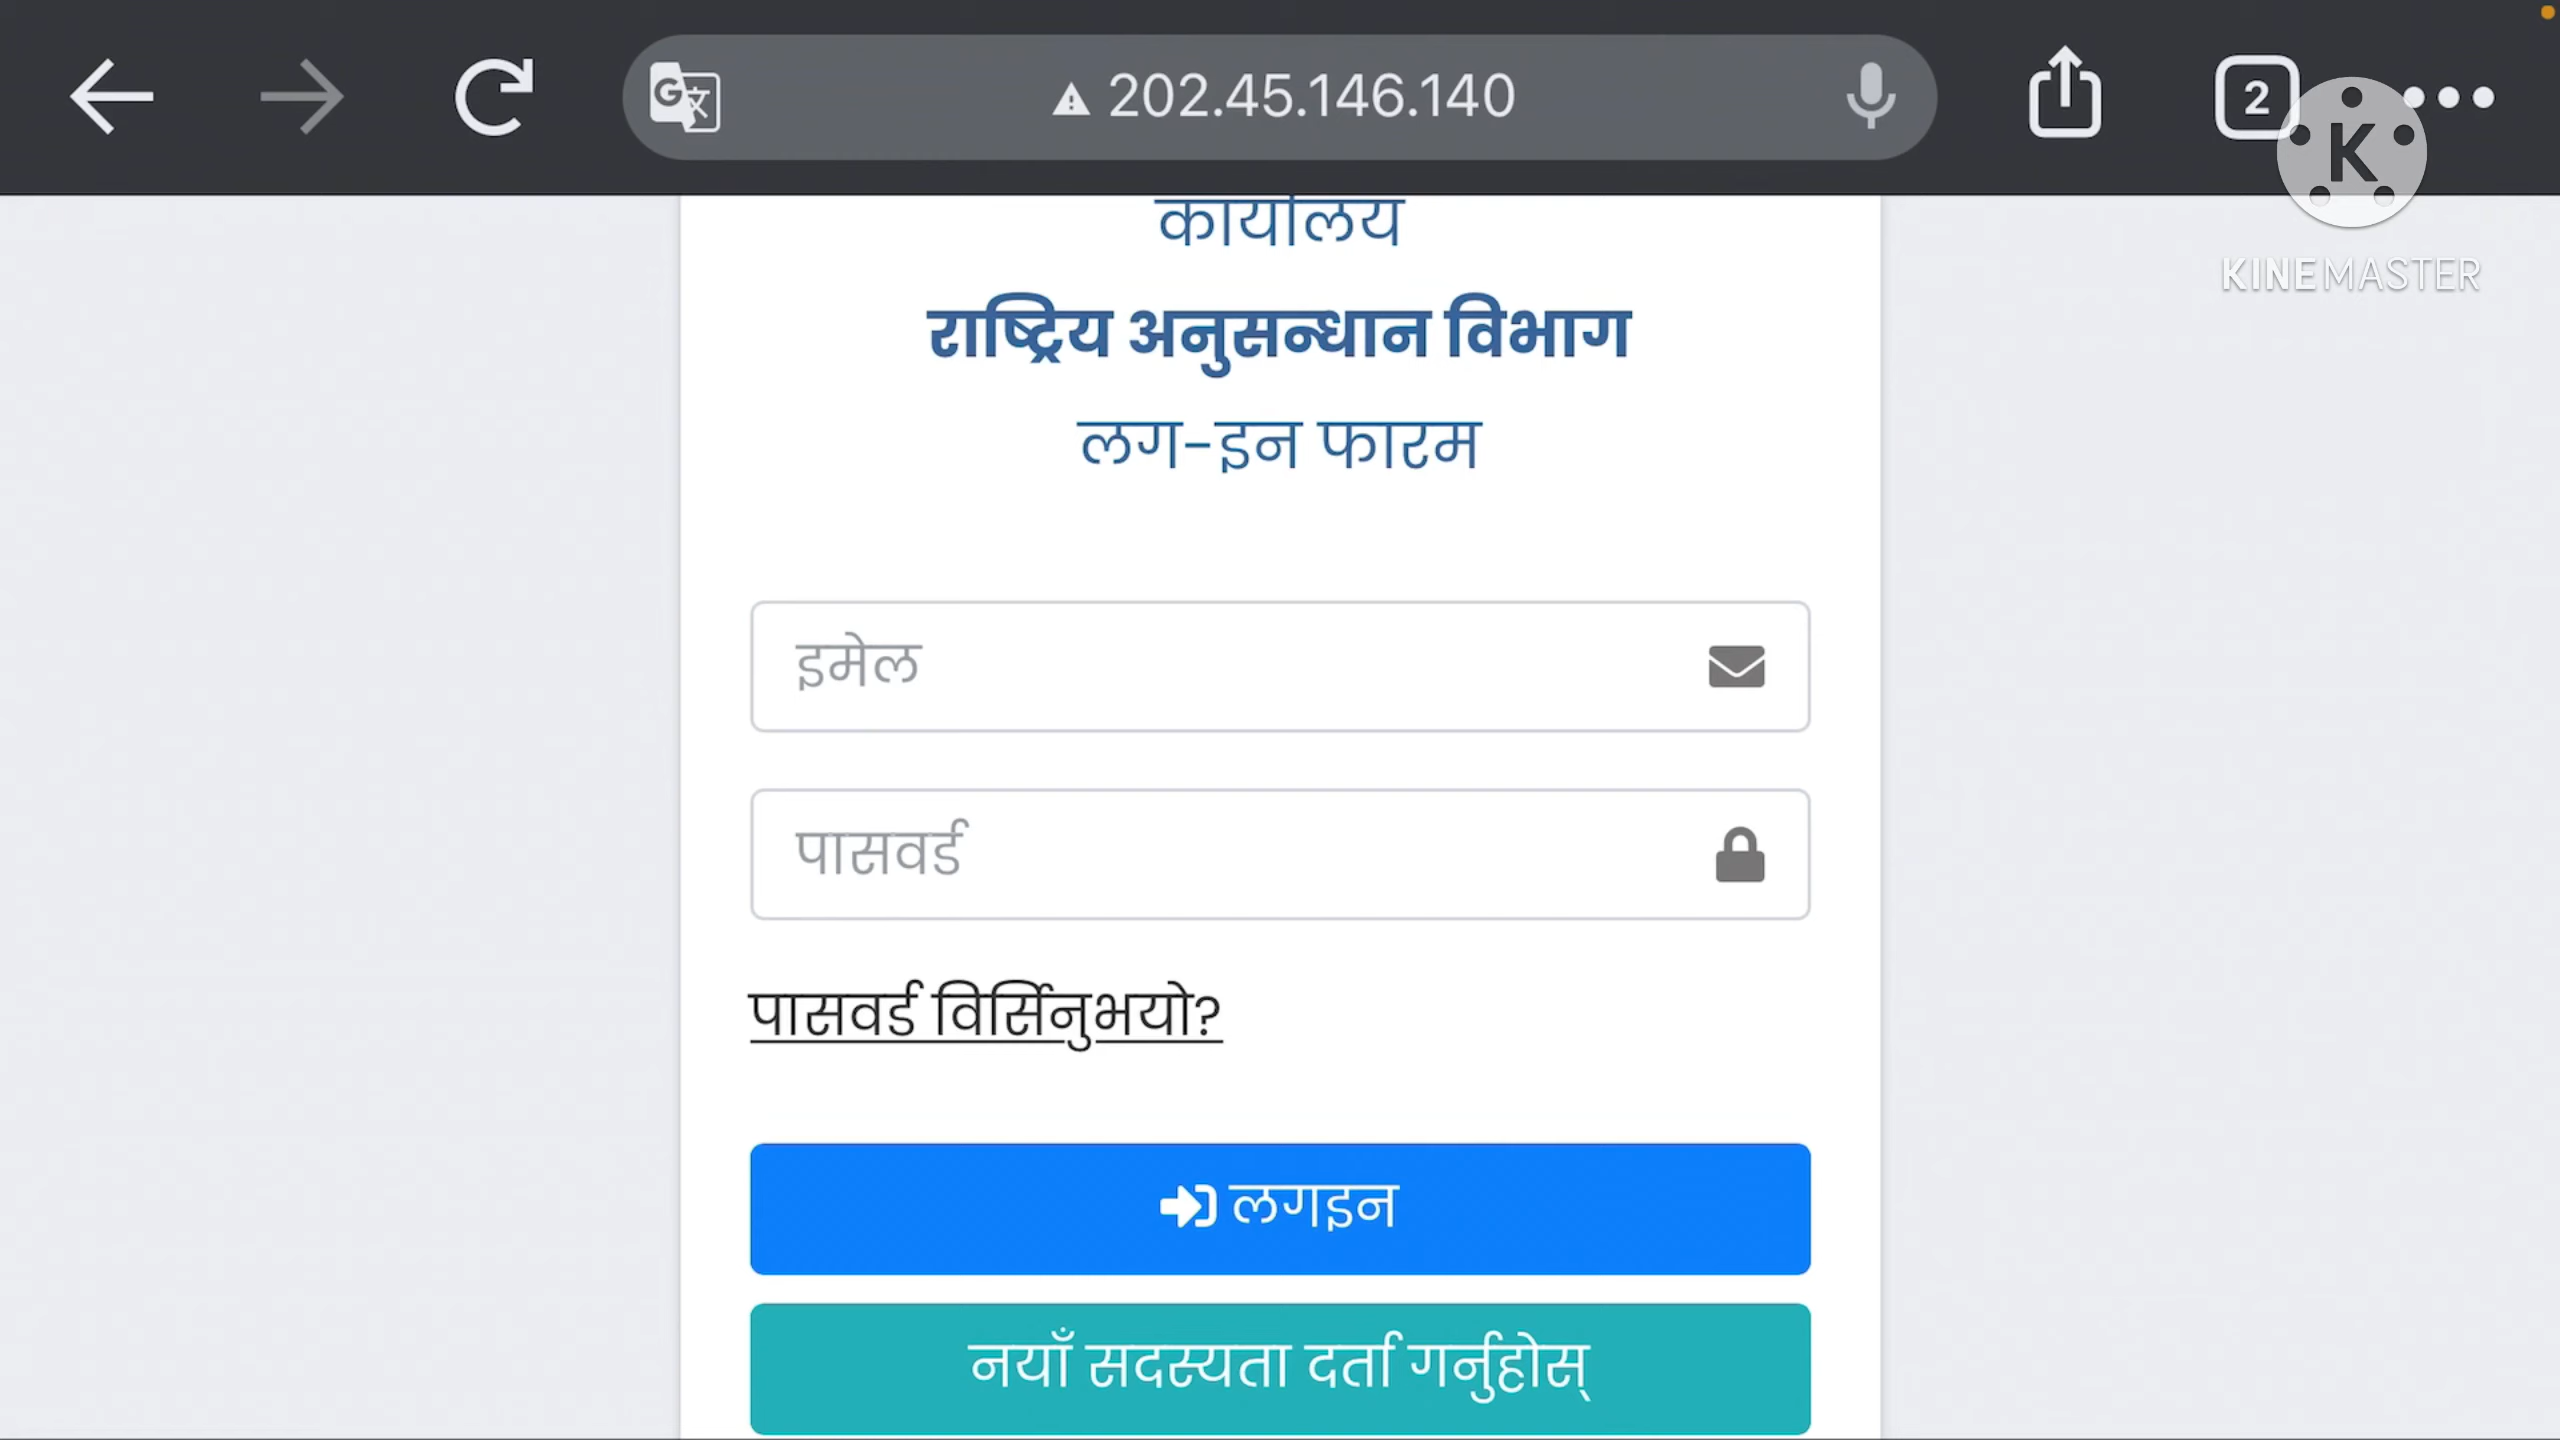 202.45.146.140
2
K
KINEMASTER
कार्यालय
राष्ट्रिय अनुसन्धान विभाग
लग-इन फारम
इमेल
पासवर्ड
पासवर्ड विर्सिनुभयो?
लगइन
नयाँ सदस्यता दर्ता गर्नुहोस्